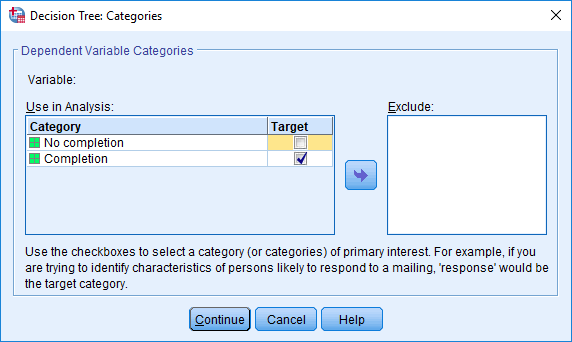 Decision Tree: Categories
Dependent Variable Categories
Variable:
Use in Analysis:
Exclude:
Category Target
No completion
Completion
Use the checkboxes to select a category (or categories) of primary interest. For example, if you
are trying to identify characteristics of persons likely to respond to a mailing, 'response' would be
the target category.
Continue Cancel Help